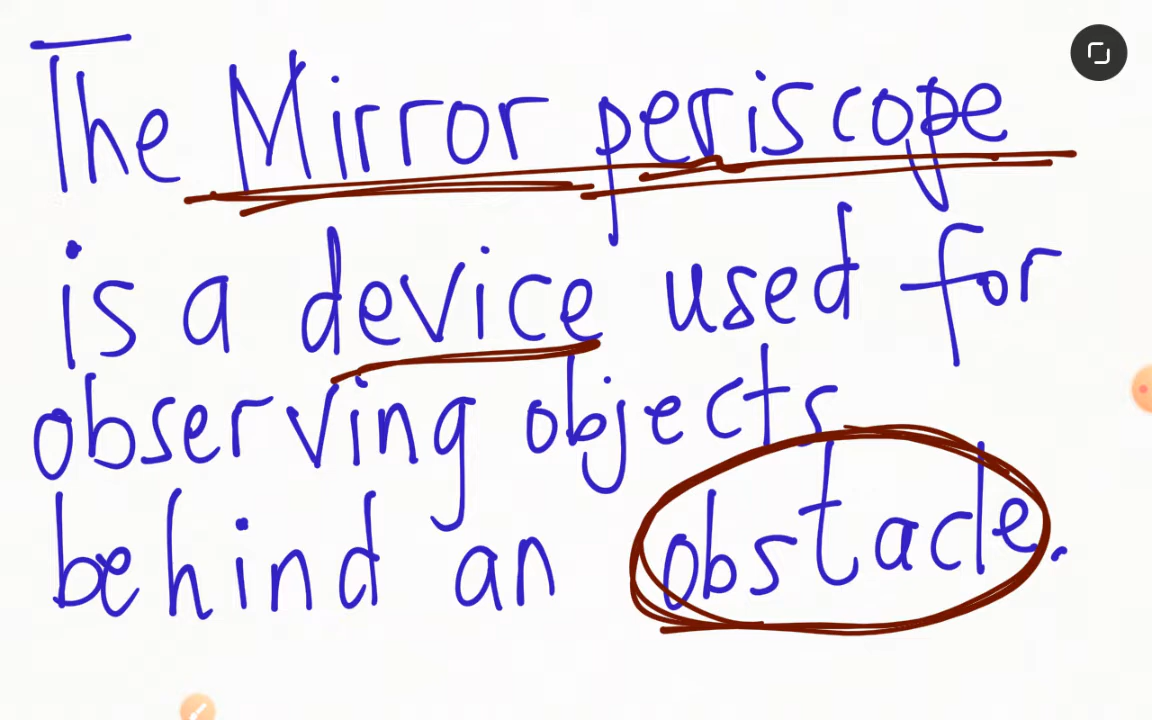 The Mirror periscope
is a device used for
observing objects
behind an obstacle.